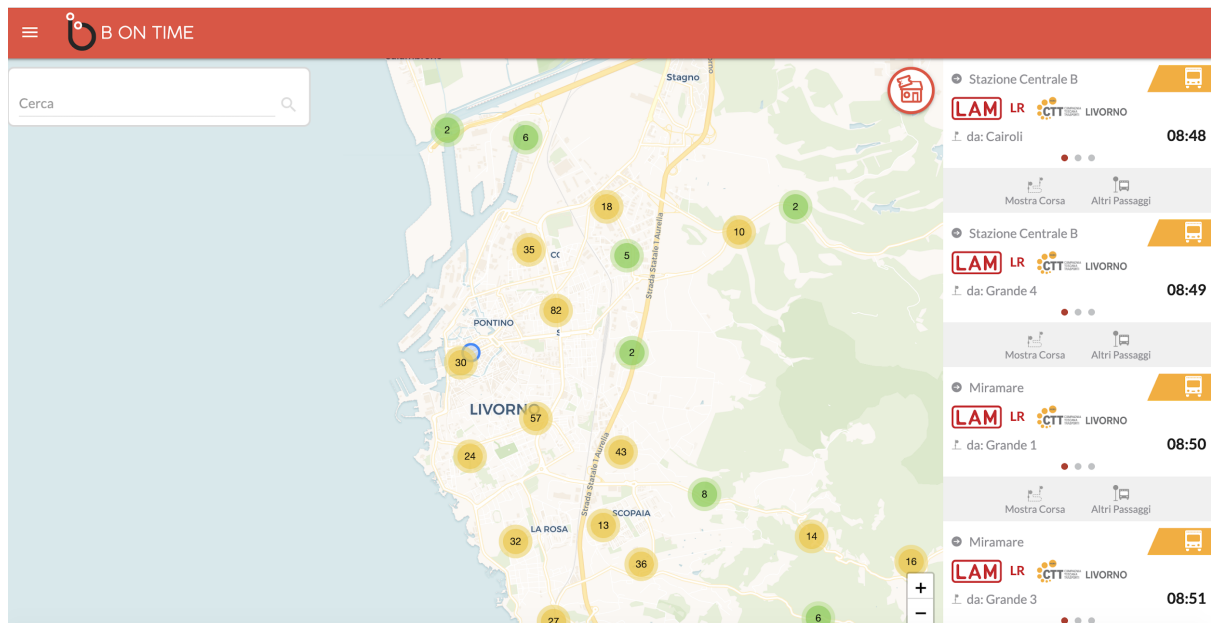 B ON TIME
Cerca
Stagno
2
6
18
2
10
35
5
82
PONTINO
30
2
LIVORNO
57
24
43
8
SCOPAIA
13
LA ROSA
32
14
36
16
27
6
Strada Statale 1 Aurelia
Strada Statale 1 Aurelia
+
−
Stazione Centrale B
LAM LR CTT LIVORNO
da: Cairoli 08:48
Mostra Corsa Altri Passaggi
Stazione Centrale B
LAM LR CTT LIVORNO
da: Grande 4 08:49
Mostra Corsa Altri Passaggi
Miramare
LAM LR CTT LIVORNO
da: Grande 1 08:50
Mostra Corsa Altri Passaggi
Miramare
LAM LR CTT LIVORNO
da: Grande 3 08:51